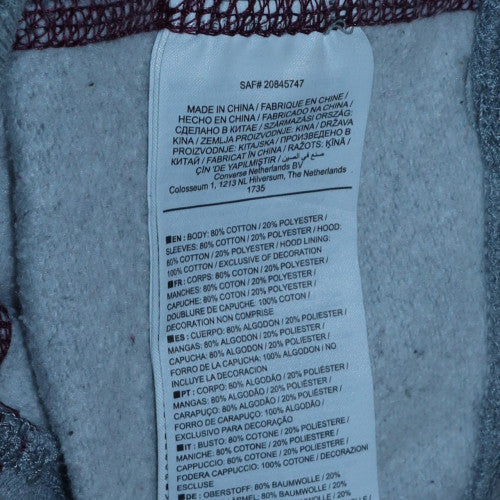 SAF# 20845747
MADE IN CHINA / FABRIQUE EN CHINE /
HECHO EN CHINA / FABRICADO NA CHINA /
СДЕЛАНО В КИТАЕ / SZÁRMAZÁSI ORSZÁG:
KÍNA / ZEMLJA PROIZVODNJE: KINA / DRŽAVA
PROIZVODNJE: KITAJSKA / ПРОИЗВЕДЕНО В
КИТАЙ / FABRICAT ÎN CHINA / RAŽOTS: ĶĪNĀ /
ÇİN 'DE YAPILMIŞTIR / صنع في الصين
Converse Netherlands BV
Colosseum 1, 1213 NL Hilversum, The Netherlands
1735
■EN: BODY: 80% COTTON / 20% POLYESTER /
SLEEVES: 80% COTTON / 20% POLYESTER / HOOD:
80% COTTON / 20% POLYESTER / HOOD LINING:
100% COTTON / EXCLUSIVE OF DECORATION
■FR: CORPS: 80% COTON / 20% POLYESTER /
MANCHES: 80% COTON / 20% POLYESTER /
CAPUCHE: 80% COTON / 20% POLYESTER /
DOUBLURE DE CAPUCHE: 100% COTON /
DECORATION NON COMPRISE
■ES: CUERPO: 80% ALGODON / 20% POLIESTER /
MANGAS: 80% ALGODON / 20% POLIESTER /
CAPUCHA: 80% ALGODON / 20% POLIESTER /
FORRO DE LA CAPUCHA: 100% ALGODON / NO
INCLUYE LA DECORACION
■PT: CORPO: 80% ALGODÃO / 20% POLIÉSTER /
MANGAS: 80% ALGODÃO / 20% POLIÉSTER /
CARAPUÇO: 80% ALGODÃO / 20% POLIÉSTER /
FORRO DE CARAPUÇO: 100% ALGODÃO /
EXCLUSIVO PARA DECORAÇÃO
■IT: BUSTO: 80% COTONE / 20% POLIESTERE /
MANICHE: 80% COTONE / 20% POLIESTERE /
CAPPUCCIO: 80% COTONE / 20% POLIESTERE /
FODERA CAPPUCCIO: 100% COTONE / DECORAZIONI
ESCLUSE
■DE: OBERSTOFF: 80% BAUMWOLLE / 20%